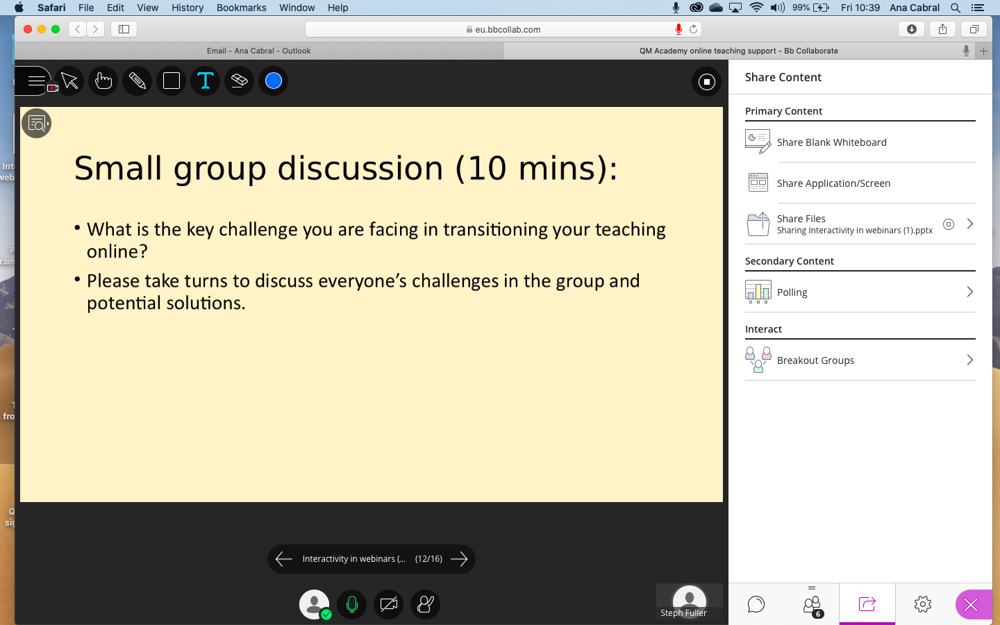 Safari File Edit View History Bookmarks Window Help 99% Fri 10:39 Ana Cabral
eu.bbcollab.com
Email - Ana Cabral - Outlook
QM Academy online teaching support - Bb Collaborate
T
Small group discussion (10 mins):
• What is the key challenge you are facing in transitioning your teaching
online?
• Please take turns to discuss everyone’s challenges in the group and
potential solutions.
Interactivity in webinars (... (12/16)
Steph Fuller
Share Content
Primary Content
Share Blank Whiteboard
Share Application/Screen
Share Files
Sharing Interactivity in webinars (1).pptx
Secondary Content
Polling
Interact
Breakout Groups
6